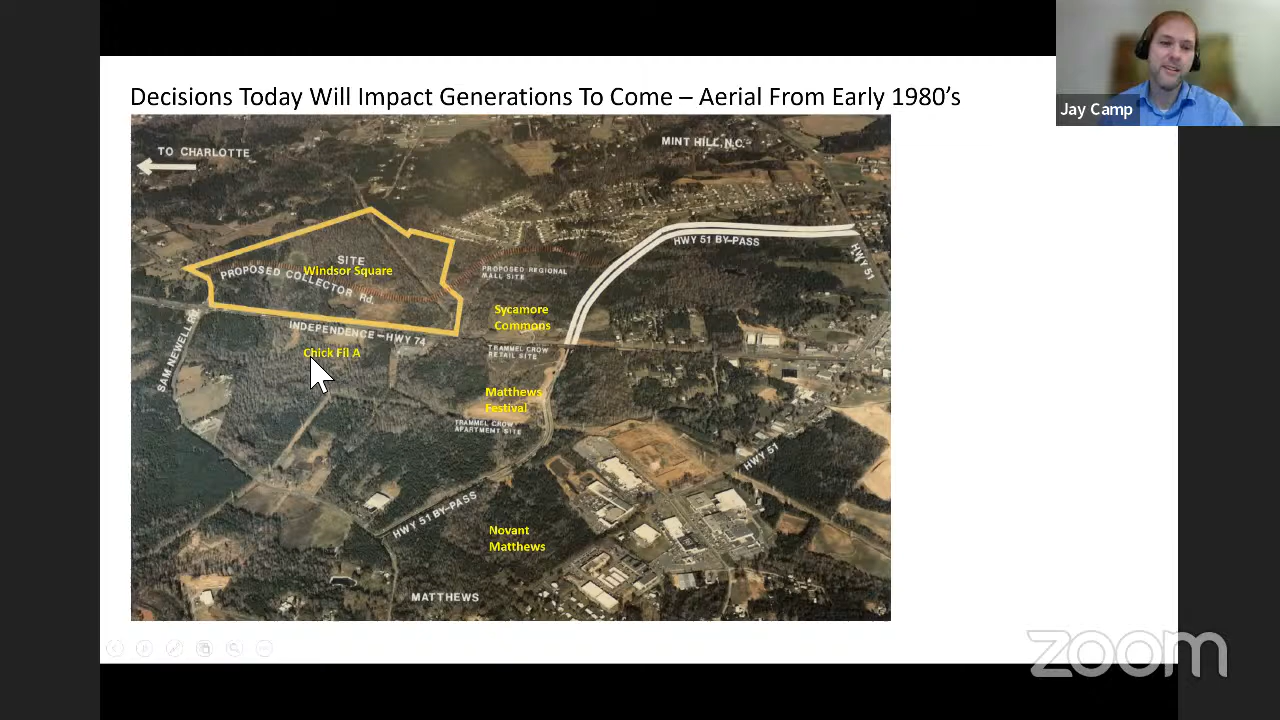 Decisions Today Will Impact Generations To Come – Aerial From Early 1980's
Jay Camp
TO CHARLOTTE
MINT HILL, N.C.
SITE
Windsor Square
PROPOSED COLLECTOR Rd.
HWY 51 BY-PASS
HWY 51
PROPOSED REGIONAL
MALL SITE
Sycamore
Commons
INDEPENDENCE - HWY 74
SAM NEWELL Rd.
Chick Fil A
TRAMMEL CROW
RETAIL SITE
Matthews
Festival
TRAMMEL CROW
APARTMENT SITE
HWY 51
HWY 51 BY-PASS
Novant
Matthews
MATTHEWS
zoom